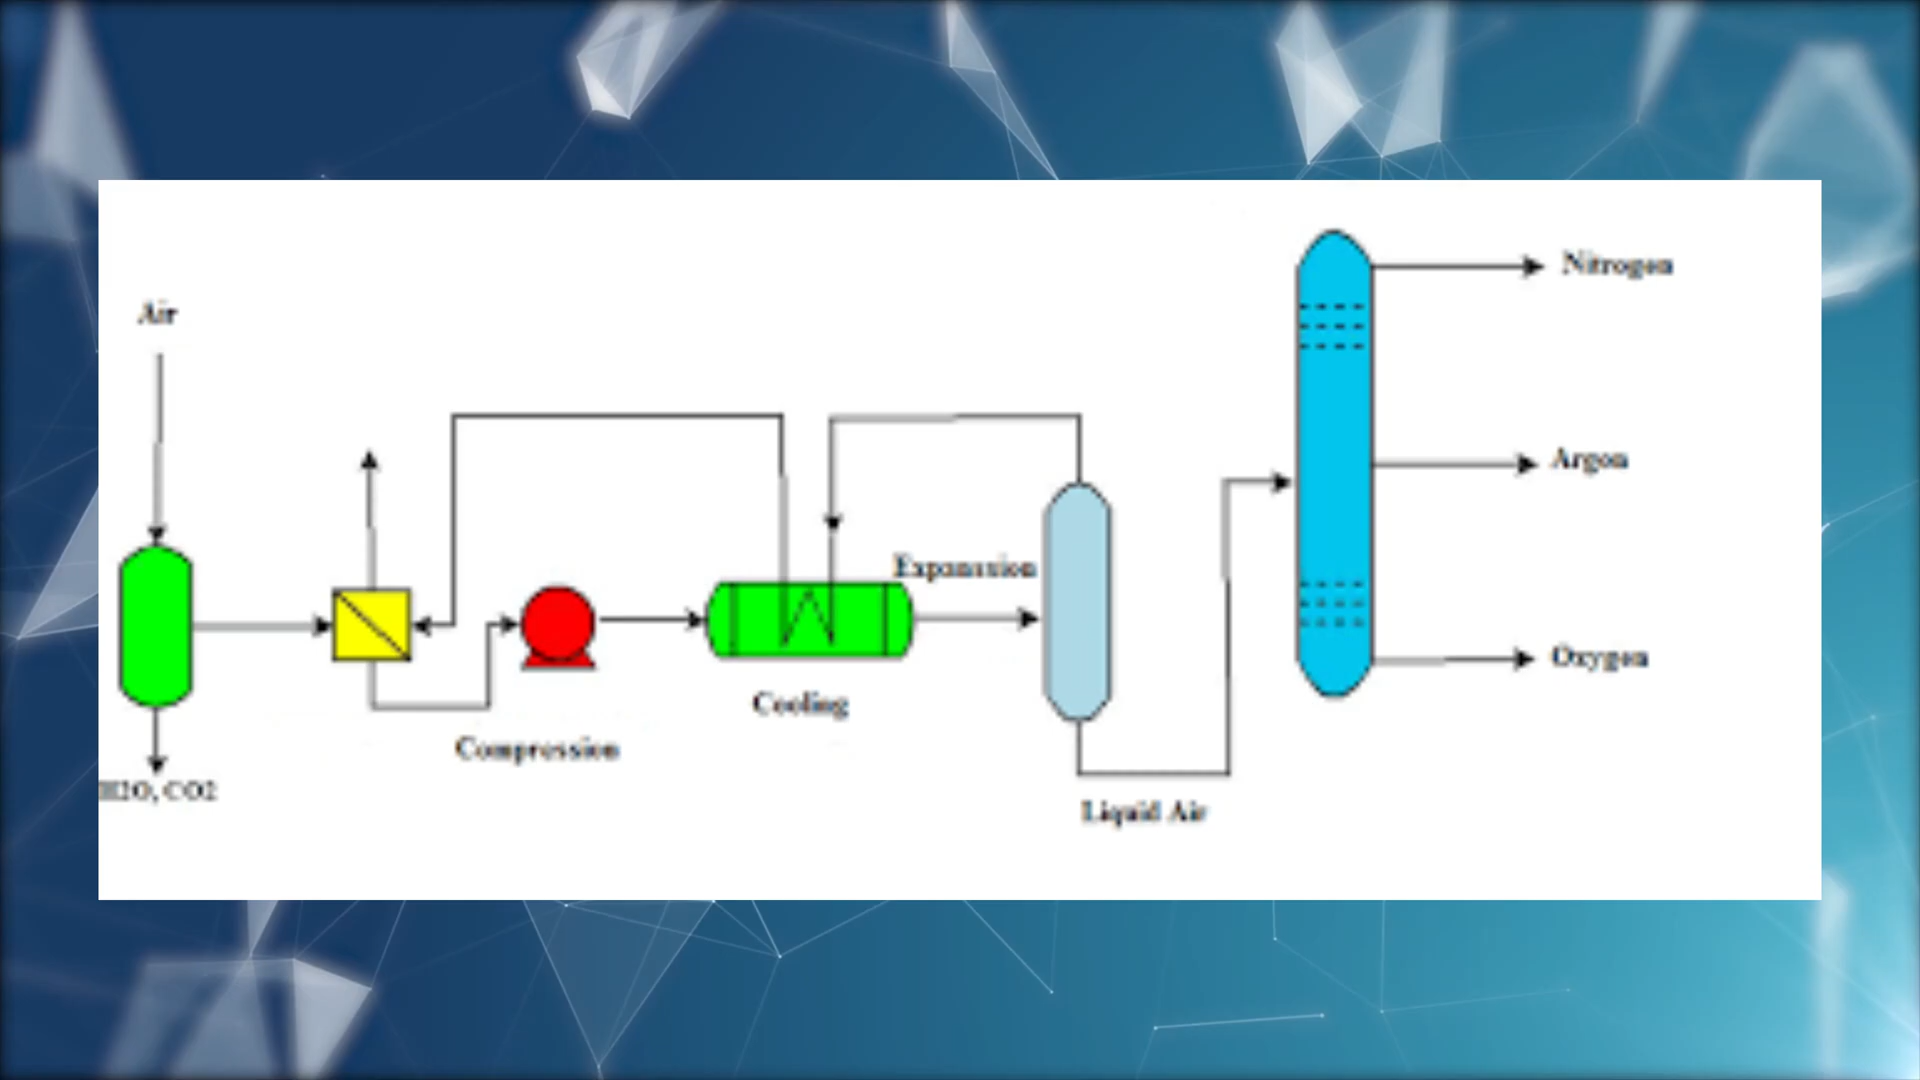 Air
H2O, CO2
Compression
Cooling
Expansion
Liquid Air
Nitrogen
Argon
Oxygen